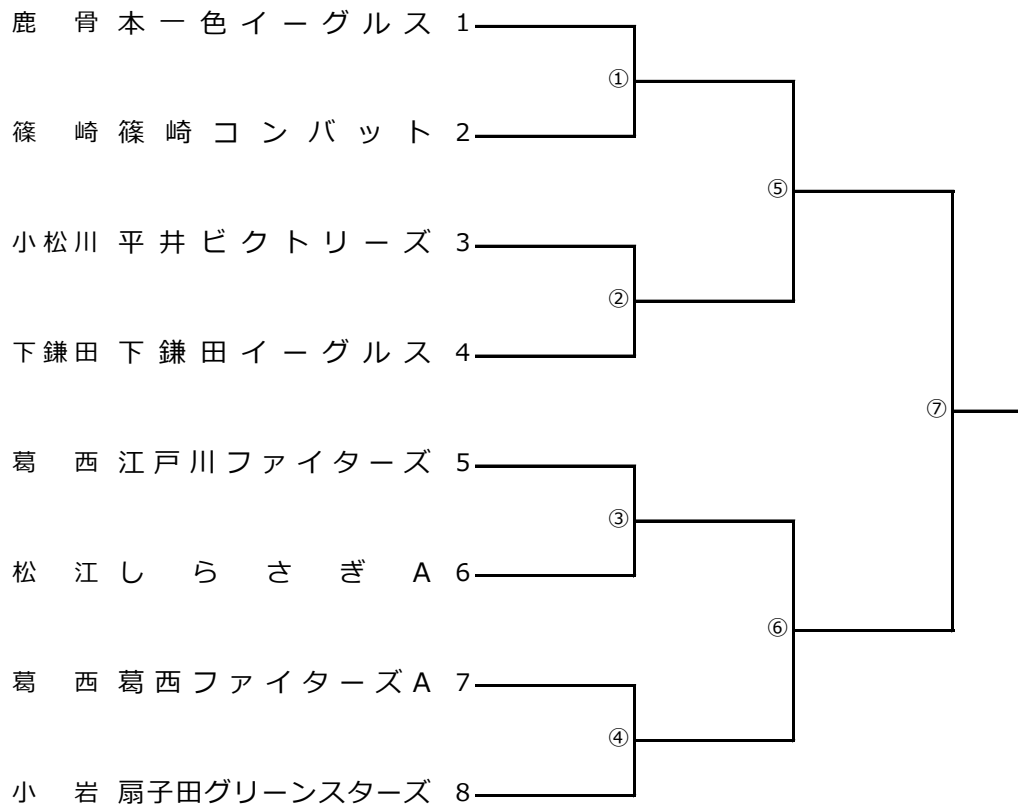 鹿骨 本一色イーグルス 1
①
篠崎 篠崎コンバット 2
⑤
小松川 平井ビクトリーズ 3
②
下鎌田 下鎌田イーグルス 4
⑦
葛西 江戸川ファイターズ 5
③
松江 しらさぎA 6
⑥
葛西 葛西ファイターズA 7
④
小岩 扇子田グリーンスターズ 8